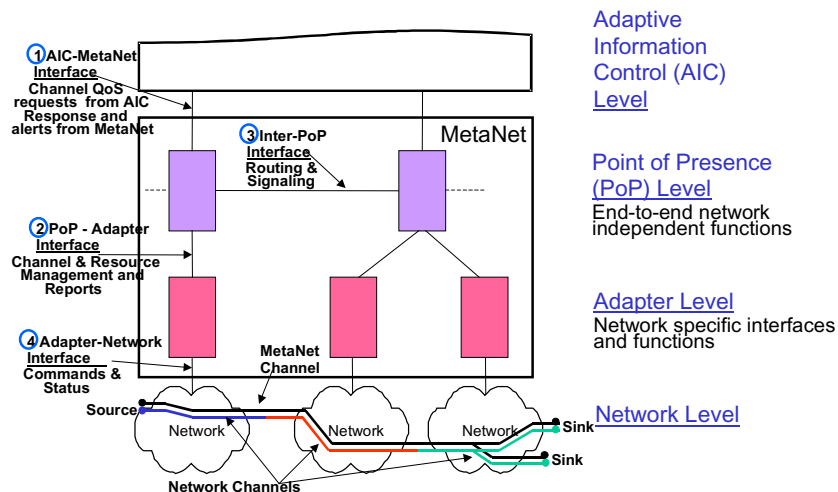 1 AIC-MetaNet
Interface
Channel QoS
requests from AIC
Response and
alerts from MetaNet
Adaptive
Information
Control (AIC)
Level
MetaNet
3 Inter-PoP
Interface
Routing &
Signaling
Point of Presence
(PoP) Level
End-to-end network
independent functions
2 PoP - Adapter
Interface
Channel & Resource
Management and
Reports
Adapter Level
Network specific interfaces
and functions
4 Adapter-Network
Interface
Commands &
Status
MetaNet
Channel
Source
Network
Network
Network
Sink
Sink
Network Level
Network Channels